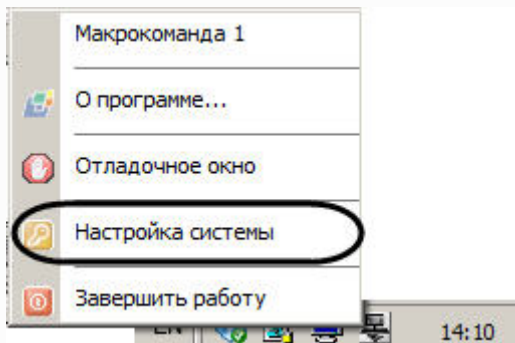 Макрокоманда 1
О программе...
Отладочное окно
Настройка системы
Завершить работу
EN 14:10